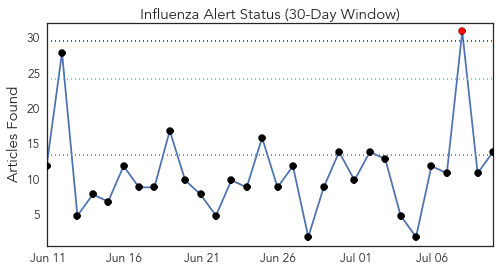 Influenza Alert Status (30-Day Window)
Articles Found
30
25
20
15
10
5
Jun 11
Jun 16
Jun 21
Jun 26
Jul 01
Jul 06